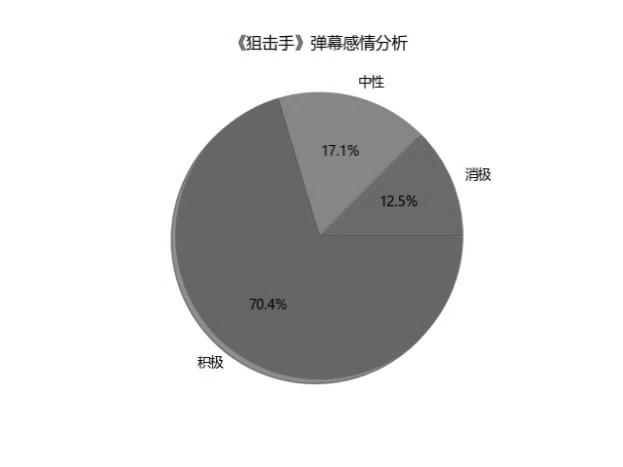 《狙击手》弹幕感情分析
中性
17.1%
消极
12.5%
70.4%
积极